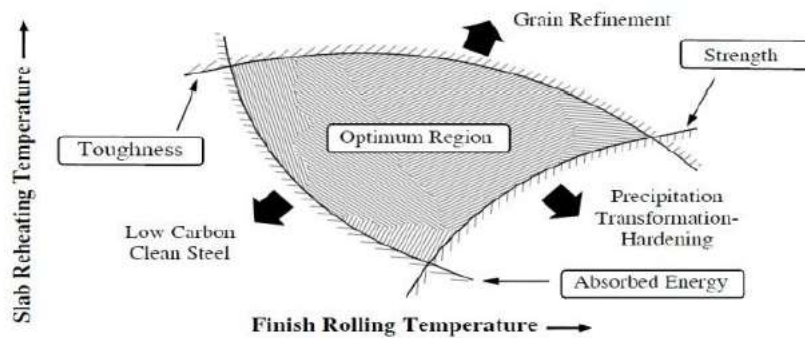 Grain Refinement
Strength
Toughness
Optimum Region
Low Carbon
Clean Steel
Precipitation
Transformation-
Hardening
Absorbed Energy
Slab Reheating Temperature
Finish Rolling Temperature